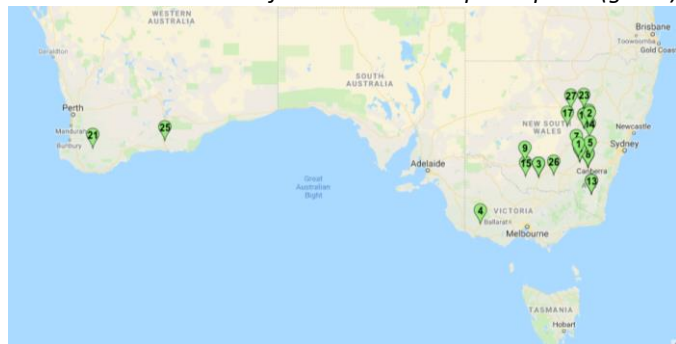 WESTERN
AUSTRALIA
Geraldton
Perth
Mandurah
Bunbury
21
25
SOUTH
AUSTRALIA
Great
Australian
Bight
Adelaide
Brisbane
Toowoomba
Gold Coast
27
23
17
2
14
NEW SOUTH
WALES
Newcastle
7
1
5
9
Sydney
15
3
26
Canberra
13
4
VICTORIA
Ballarat
Melbourne
TASMANIA
Hobart